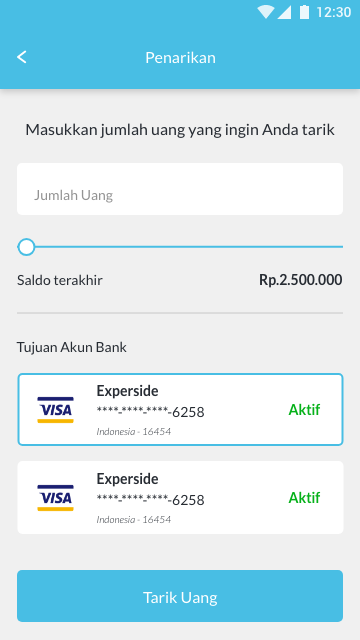 12:30
Penarikan
Masukkan jumlah uang yang ingin Anda tarik
Jumlah Uang
Saldo terakhir Rp.2.500.000
Tujuan Akun Bank
Experside
VISA ****-****-****-6258 Aktif
Indonesia - 16454
Experside
VISA ****-****-****-6258 Aktif
Indonesia - 16454
Tarik Uang